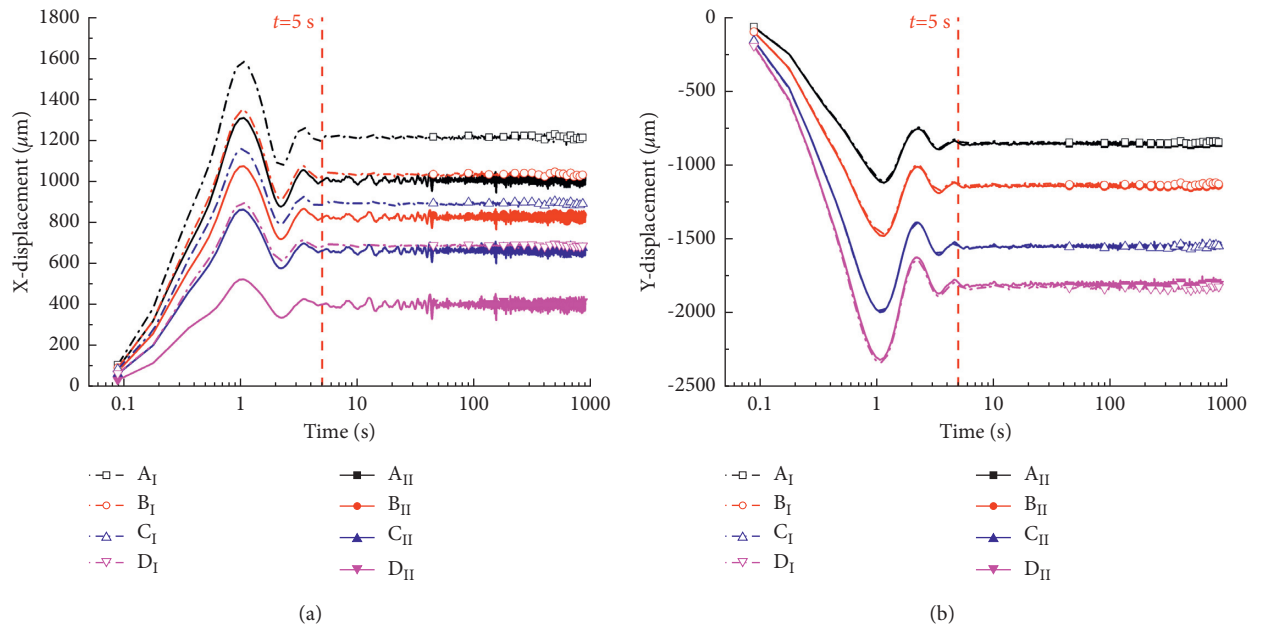 t=5 s
1800
1600
1400
1200
1000
800
600
400
200
0
X-displacement (μm)
0.1 1 10 100 1000
Time (s)
A_I A_II
B_I B_II
C_I C_II
D_I D_II
(a)
t=5 s
0
-500
-1000
-1500
-2000
-2500
Y-displacement (μm)
0.1 1 10 100 1000
Time (s)
A_I A_II
B_I B_II
C_I C_II
D_I D_II
(b)